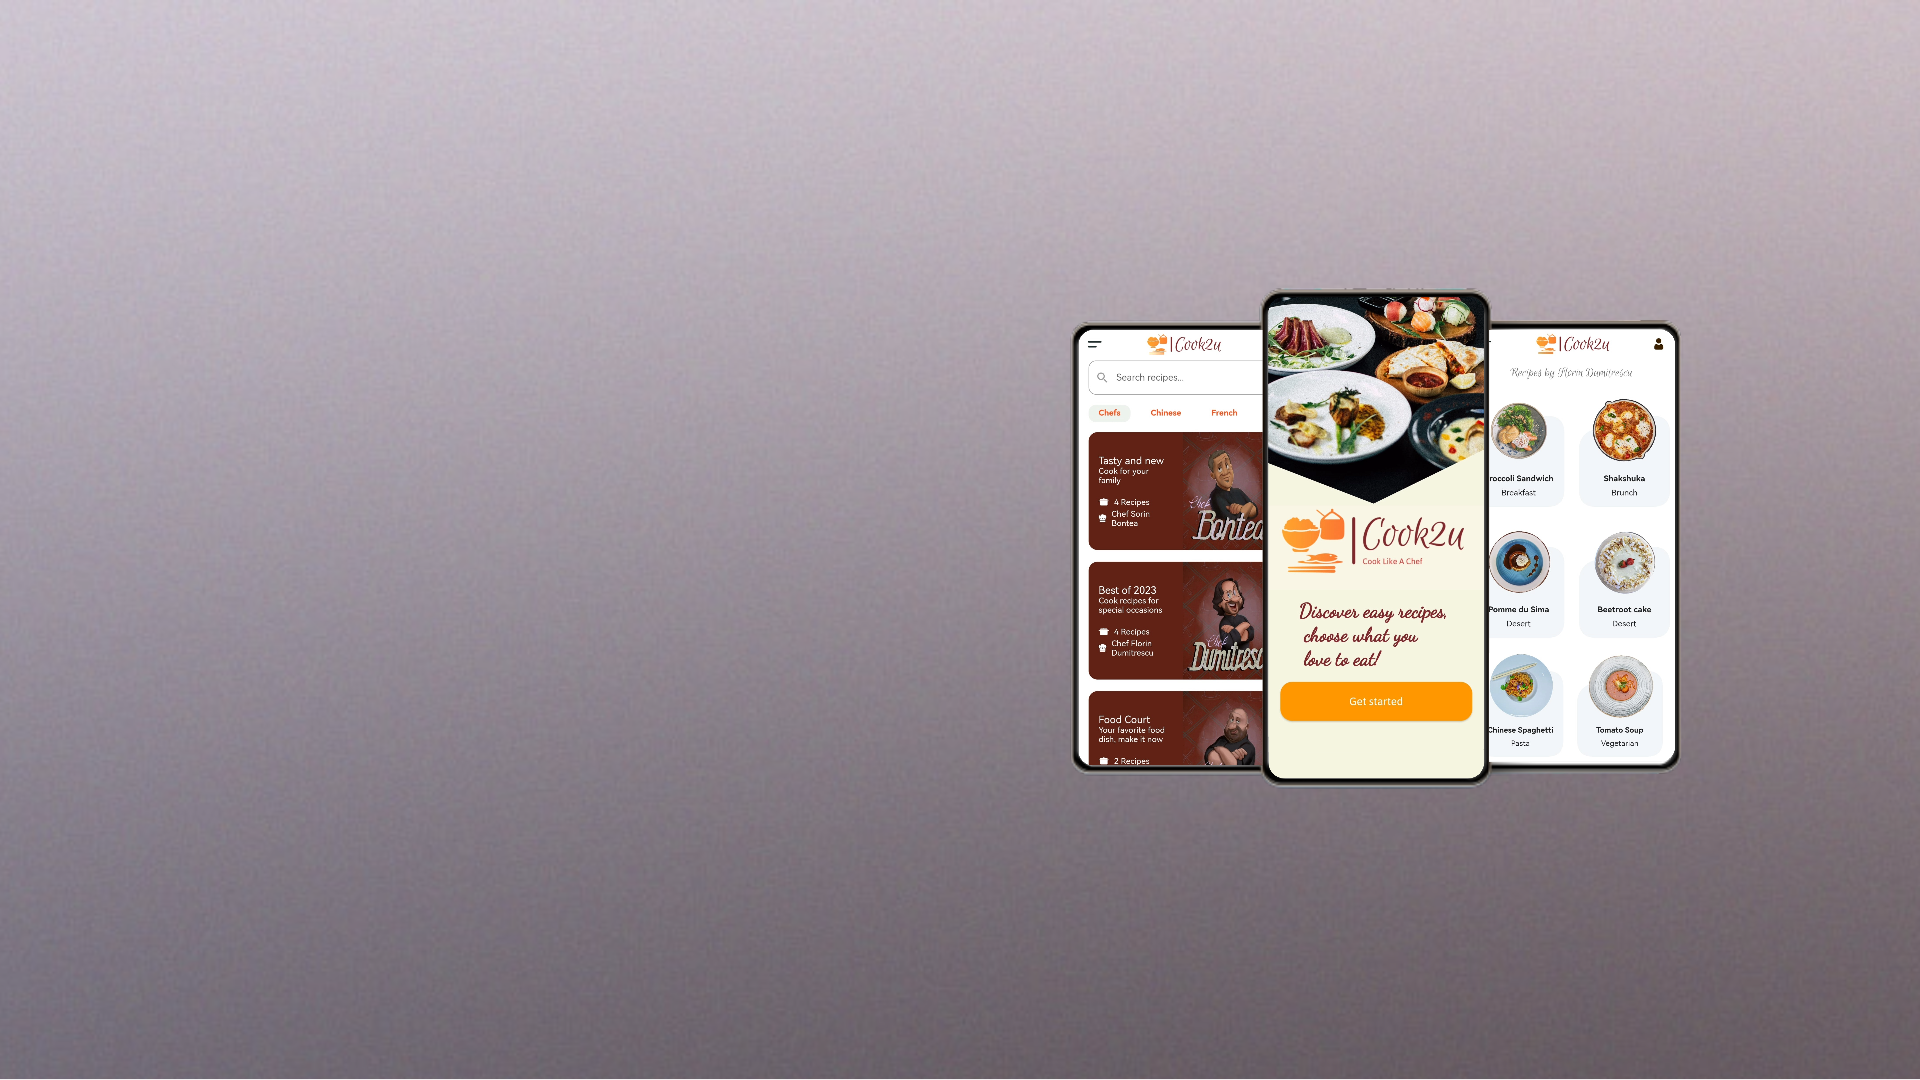 Cook2u
Search recipes...
Chefs
Chinese
French
Tasty and new
Cook for your
family
4 Recipes
Chef Sorin
Bontea
Chef
Bontea
Best of 2023
Cook recipes for
special occasions
4 Recipes
Chef Florin
Dumitrescu
Chef
Dumitresc
Food Court
Your favorite food
dish, make it now
2 Recipes
Cook2u
Cook Like A Chef
Discover easy recipes,
choose what you
love to eat!
Get started
Cook2u
Recipes by Florin Dumitrescu
roccoli Sandwich
Breakfast
Shakshuka
Brunch
Pomme du Sima
Desert
Beetroot cake
Desert
Chinese Spaghetti
Pasta
Tomato Soup
Vegetarian